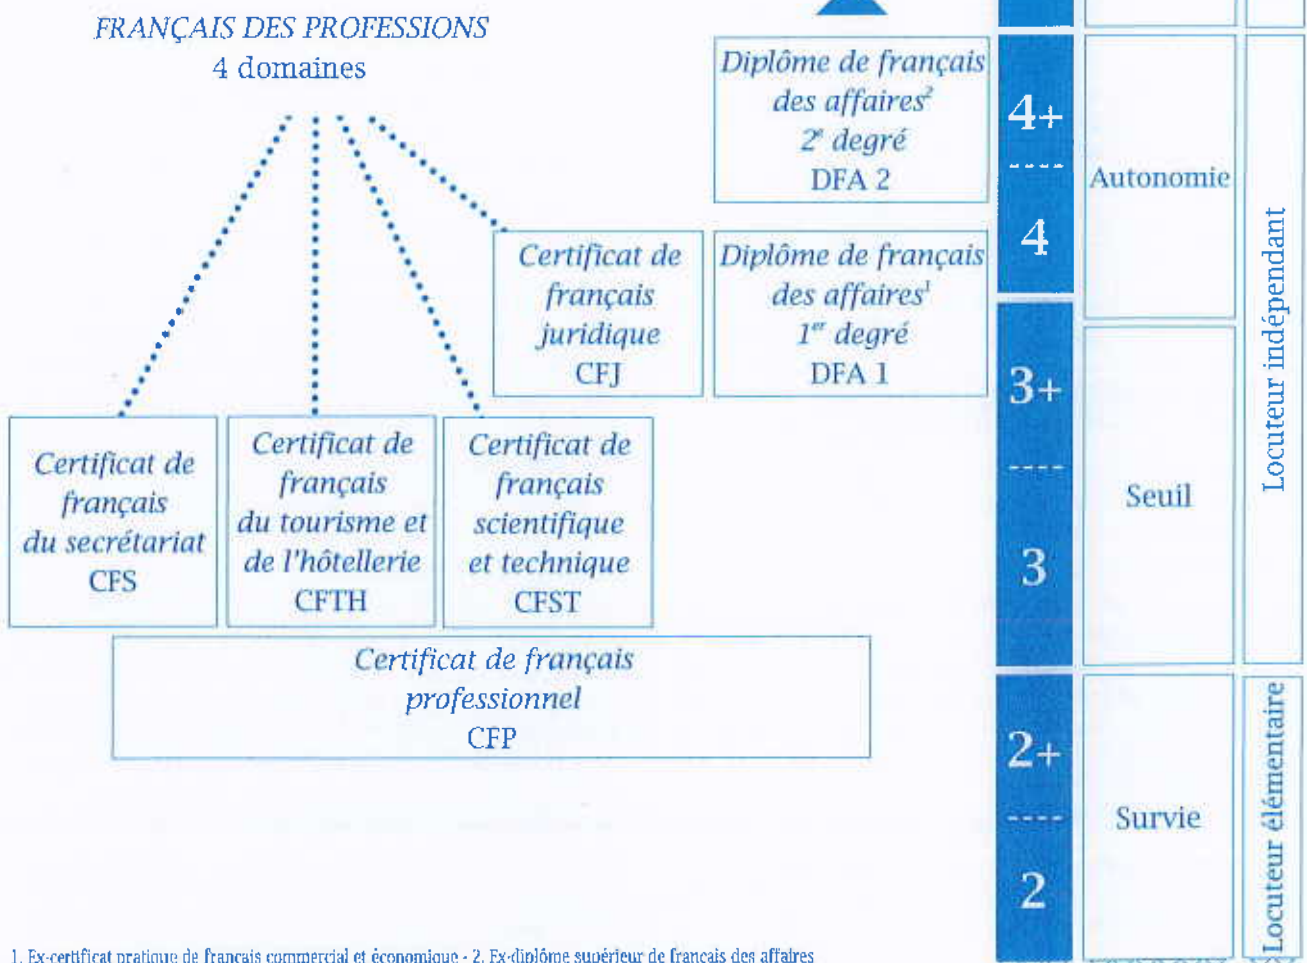 FRANÇAIS DES PROFESSIONS
4 domaines
Diplôme de français
des affaires²
2e degré
DFA 2
Certificat de
français
juridique
CFJ
Diplôme de français
des affaires¹
1er degré
DFA 1
Certificat de
français
du secrétariat
CFS
Certificat de
français
du tourisme et
de l'hôtellerie
CFTH
Certificat de
français
scientifique
et technique
CFST
Certificat de français
professionnel
CFP
4+
4
3+
3
2+
2
Autonomie
Seuil
Survie
Locuteur indépendant
Locuteur élémentaire
1. Ex-certificat pratique de français commercial et économique - 2. Ex-diplôme supérieur de français des affaires